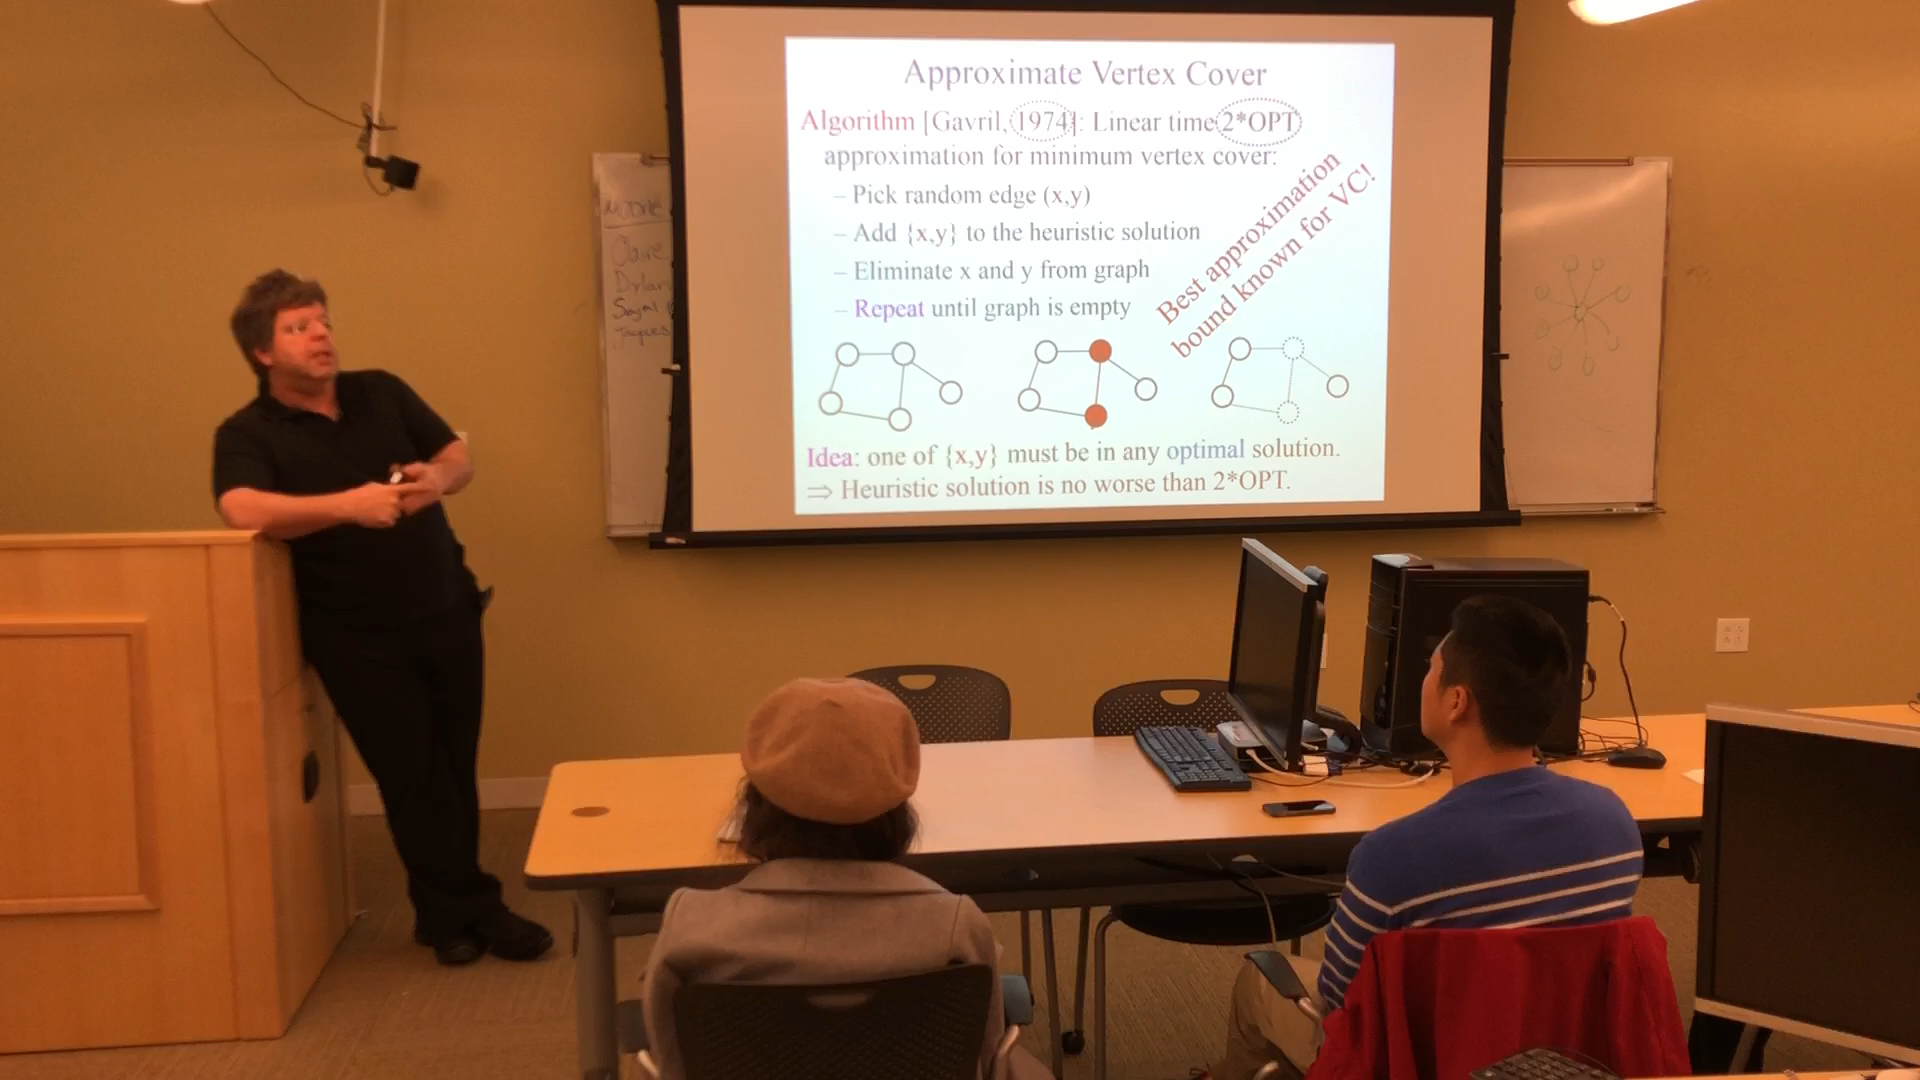 Approximate Vertex Cover
Algorithm [Gavril, 1974]: Linear time 2*OPT
approximation for minimum vertex cover:
– Pick random edge (x,y)
– Add {x,y} to the heuristic solution
– Eliminate x and y from graph
– Repeat until graph is empty
Best approximation
bound known for VC!
Idea: one of {x,y} must be in any optimal solution.
⇒ Heuristic solution is no worse than 2*OPT.
Claire
Dylan
Jaques